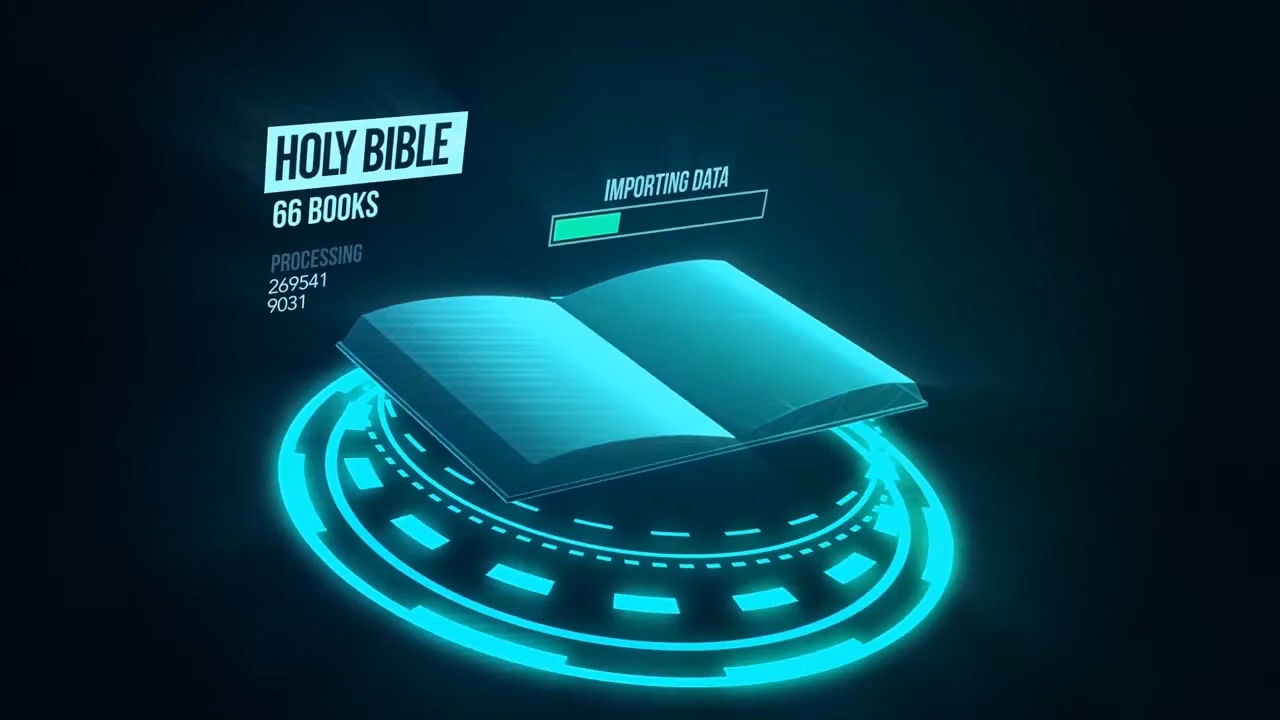 HOLY BIBLE
66 BOOKS
PROCESSING
269541
9031
IMPORTING DATA